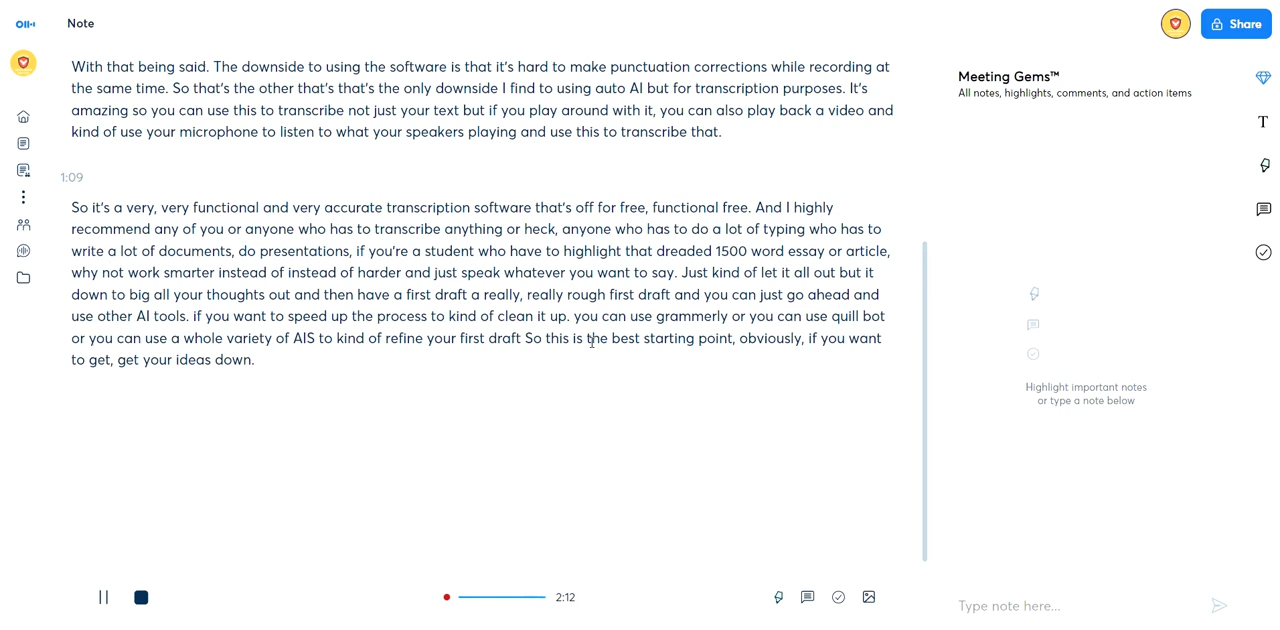 Note
Share
With that being said. The downside to using the software is that it's hard to make punctuation corrections while recording at
the same time. So that's the other that's that's the only downside I find to using auto AI but for transcription purposes. It's
amazing so you can use this to transcribe not just your text but if you play around with it, you can also play back a video and
kind of use your microphone to listen to what your speakers playing and use this to transcribe that.
1:09
So it's a very, very functional and very accurate transcription software that's off for free, functional free. And I highly
recommend any of you or anyone who has to transcribe anything or heck, anyone who has to do a lot of typing who has to
write a lot of documents, do presentations, if you're a student who have to highlight that dreaded 1500 word essay or article,
why not work smarter instead of instead of harder and just speak whatever you want to say. Just kind of let it all out but it
down to big all your thoughts out and then have a first draft a really, really rough first draft and you can just go ahead and
use other AI tools. if you want to speed up the process to kind of clean it up. you can use grammerly or you can use quill bot
or you can use a whole variety of AIS to kind of refine your first draft So this is the best starting point, obviously, if you want
to get, get your ideas down.
2:12
Meeting Gems™
All notes, highlights, comments, and action items
T
Highlight important notes
or type a note below
Type note here...